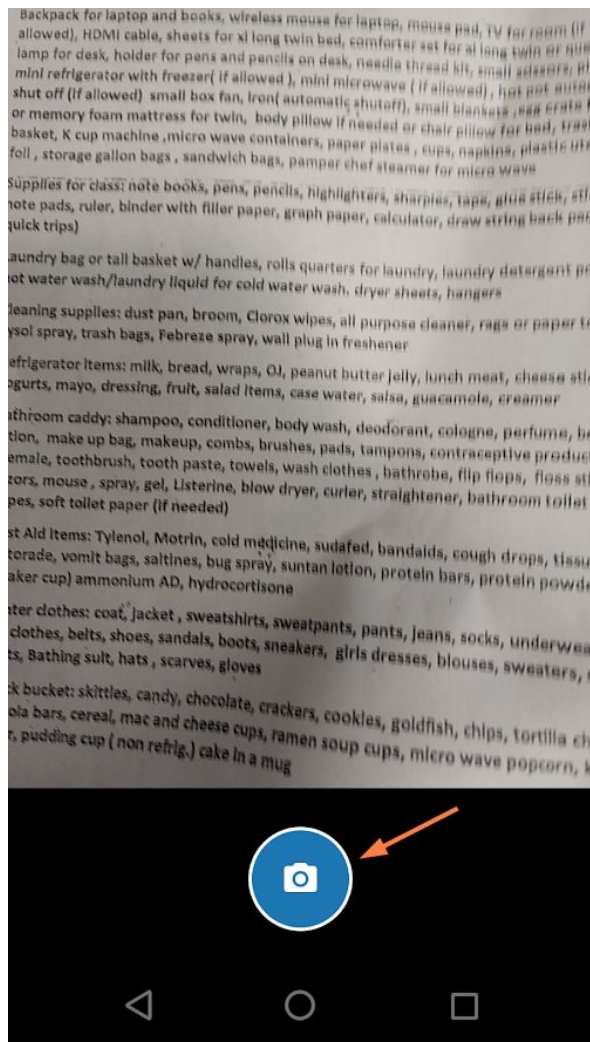 Backpack for laptop and books, wireless mouse for laptop, mouse pad, TV for room (if
allowed), HDMI cable, sheets for xl long twin bed, comforter set for xl long twin or
lamp for desk, holder for pens and pencils on desk, needle thread kit, small scissors,
mini refrigerator with freezer( if allowed ), mini microwave ( if allowed) , hot pot
shut off (if allowed) small box fan, iron( automatic shutoff), small blankets ,egg crate
or memory foam mattress for twin, body pillow if needed or chair pillow for bed,
basket, K cup machine ,micro wave containers, paper plates , cups, napkins, plastic
foil , storage gallon bags , sandwich bags, pamper chef steamer for micro wave
Supplies for class: note books, pens, pencils, highlighters, sharpies, tape, glue stick,
note pads, ruler, binder with filler paper, graph paper, calculator, draw string back
quick trips)
Laundry bag or tall basket w/ handles, rolls quarters for laundry, laundry detergent
hot water wash/laundry liquid for cold water wash. dryer sheets, hangers
leaning supplies: dust pan, broom, Clorox wipes, all purpose cleaner, rags or paper
ysol spray, trash bags, Febreze spray, wall plug in freshener
efrigerator items: milk, bread, wraps, OJ, peanut butter jelly, lunch meat, cheese
ogurts, mayo, dressing, fruit, salad items, case water, salsa, guacamole, creamer
athroom caddy: shampoo, conditioner, body wash, deodorant, cologne, perfume,
tion, make up bag, makeup, combs, brushes, pads, tampons, contraceptive produc
emale, toothbrush, tooth paste, towels, wash clothes , bathrobe, flip flops, floss
zors, mouse , spray, gel, Listerine, blow dryer, curler, straightener, bathroom toilet
pes, soft toilet paper (if needed)
st Aid items: Tylenol, Motrin, cold medicine, sudafed, bandaids, cough drops, tissu
torade, vomit bags, saltines, bug spray, suntan lotion, protein bars, protein powd
aker cup) ammonium AD, hydrocortisone
ter clothes: coat, jacket , sweatshirts, sweatpants, pants, jeans, socks, underwea
clothes, belts, shoes, sandals, boots, sneakers, girls dresses, blouses, sweaters,
ts, Bathing suit, hats , scarves, gloves
ck bucket: skittles, candy, chocolate, crackers, cookies, goldfish, chips, tortilla
ola bars, cereal, mac and cheese cups, ramen soup cups, micro wave popcorn,
r, pudding cup ( non refrig.) cake in a mug